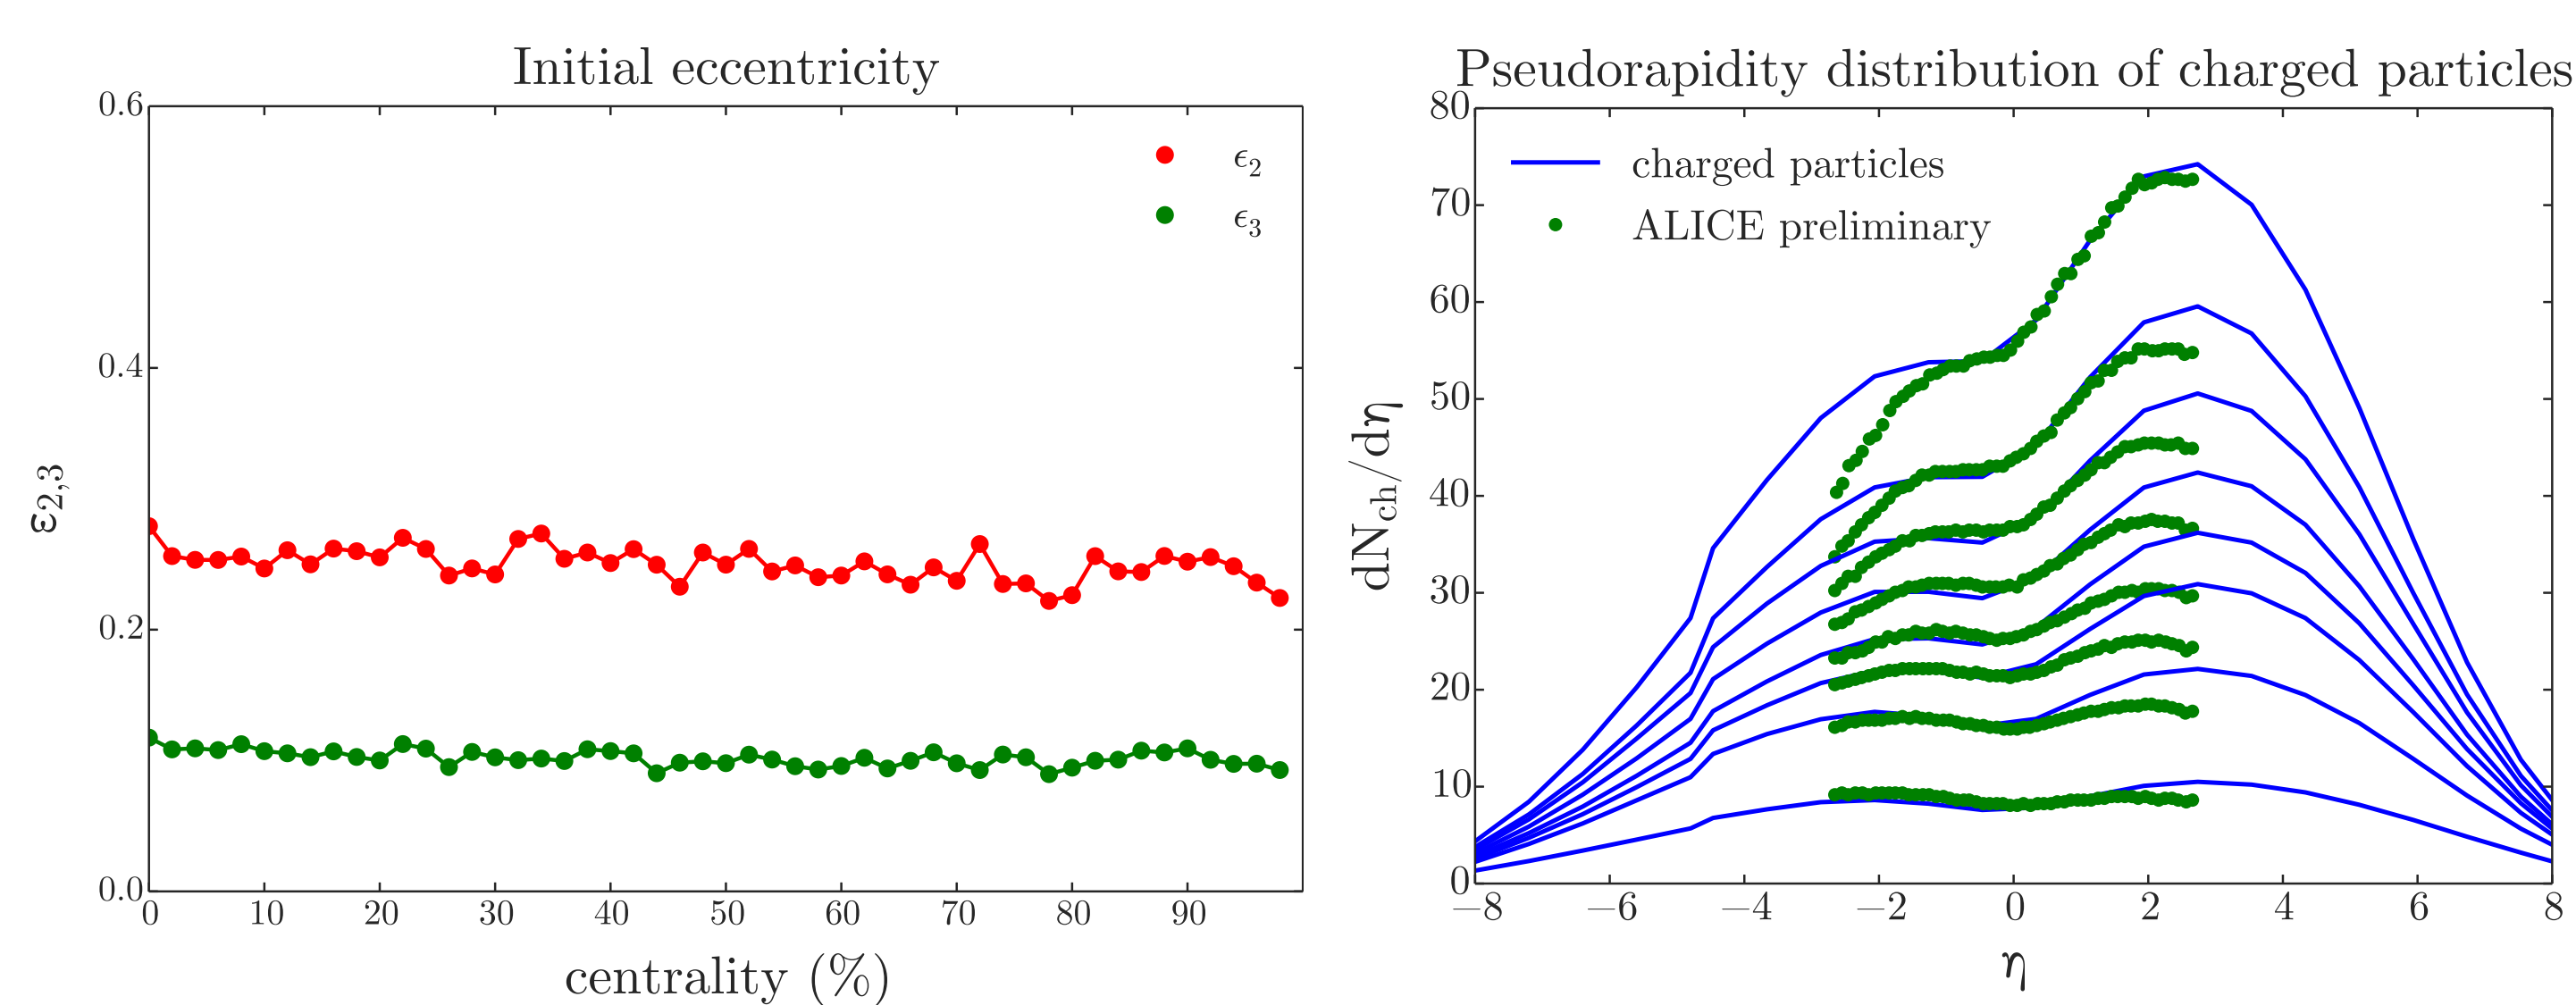 Initial eccentricity
0.6
0.4
0.2
0.0
ε2,3
ϵ2
ϵ3
0 10 20 30 40 50 60 70 80 90
centrality (%)
Pseudorapidity distribution of charged particles
80
70
60
50
40
30
20
10
0
dNch/dη
charged particles
ALICE preliminary
−8 −6 −4 −2 0 2 4 6 8
η